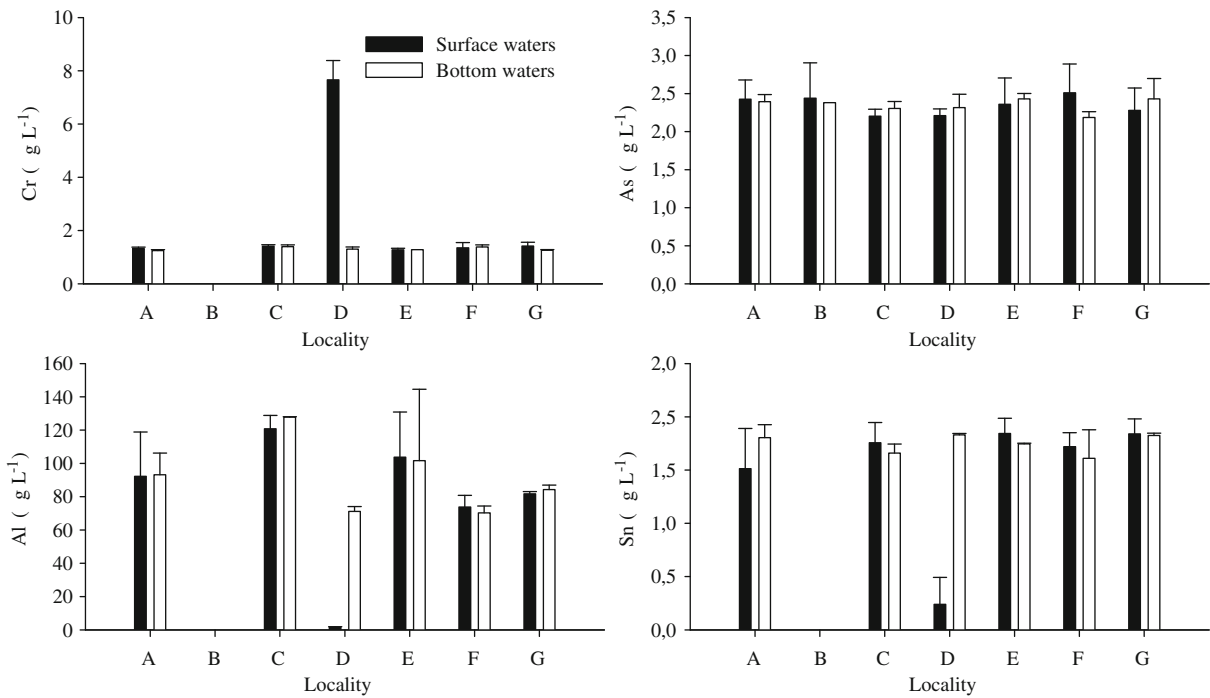 10
8
6
4
2
0
Cr ( g L-1)
Surface waters
Bottom waters
A B C D E F G
Locality
3,5
3,0
2,5
2,0
1,5
1,0
0,5
0,0
As ( g L-1)
A B C D E F G
Locality
160
140
120
100
80
60
40
20
0
Al ( g L-1)
A B C D E F G
Locality
2,0
2,5
1,5
1,0
0,5
0,0
Sn ( g L-1)
A B C D E F G
Locality